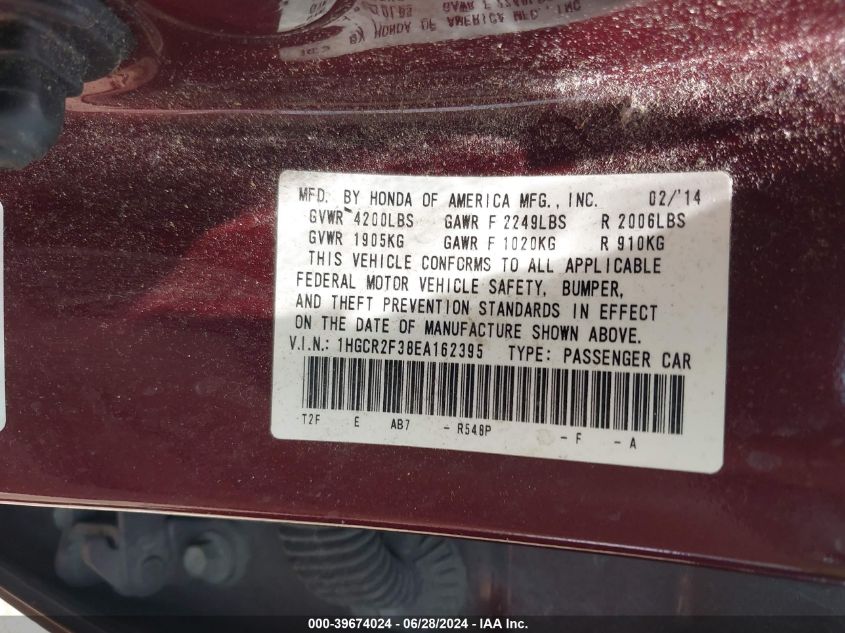 MFD. BY HONDA OF AMERICA MFG., INC. 02/'14
GVWR 4200LBS GAWR F 2249LBS R 2006LBS
GVWR 1905KG GAWR F 1020KG R 910KG
THIS VEHICLE CONFORMS TO ALL APPLICABLE
FEDERAL MOTOR VEHICLE SAFETY, BUMPER,
AND THEFT PREVENTION STANDARDS IN EFFECT
ON THE DATE OF MANUFACTURE SHOWN ABOVE.
V.I.N.: 1HGCR2F38EA162395 TYPE: PASSENGER CAR
T2F E AB7 - R548P - F - A
000-39674024 - 06/28/2024 - IAA Inc.